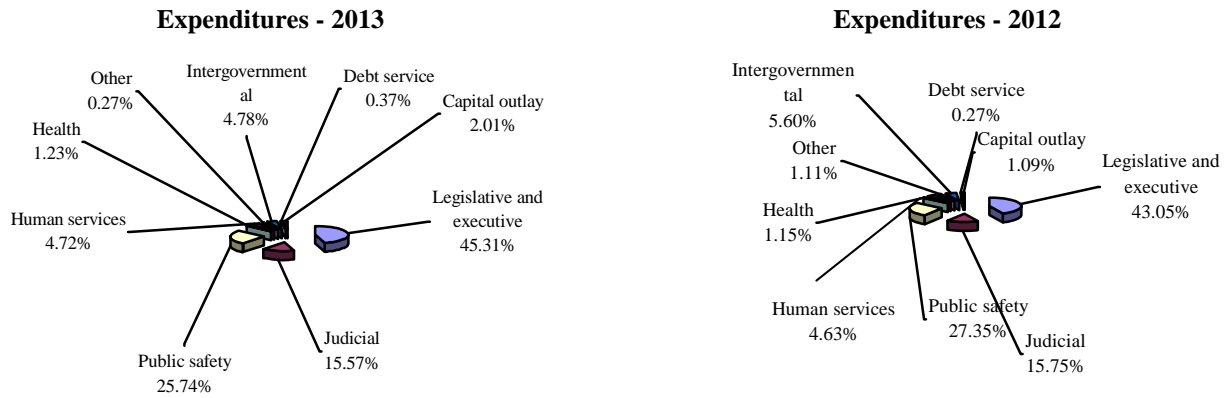 Expenditures - 2013
Other
0.27%
Intergovernment
al
4.78%
Debt service
0.37%
Capital outlay
2.01%
Health
1.23%
Human services
4.72%
Legislative and
executive
45.31%
Public safety
25.74%
Judicial
15.57%
Expenditures - 2012
Intergovernmen
tal
5.60%
Debt service
0.27%
Capital outlay
1.09%
Other
1.11%
Legislative and
executive
43.05%
Health
1.15%
Human services
4.63%
Public safety
27.35%
Judicial
15.75%